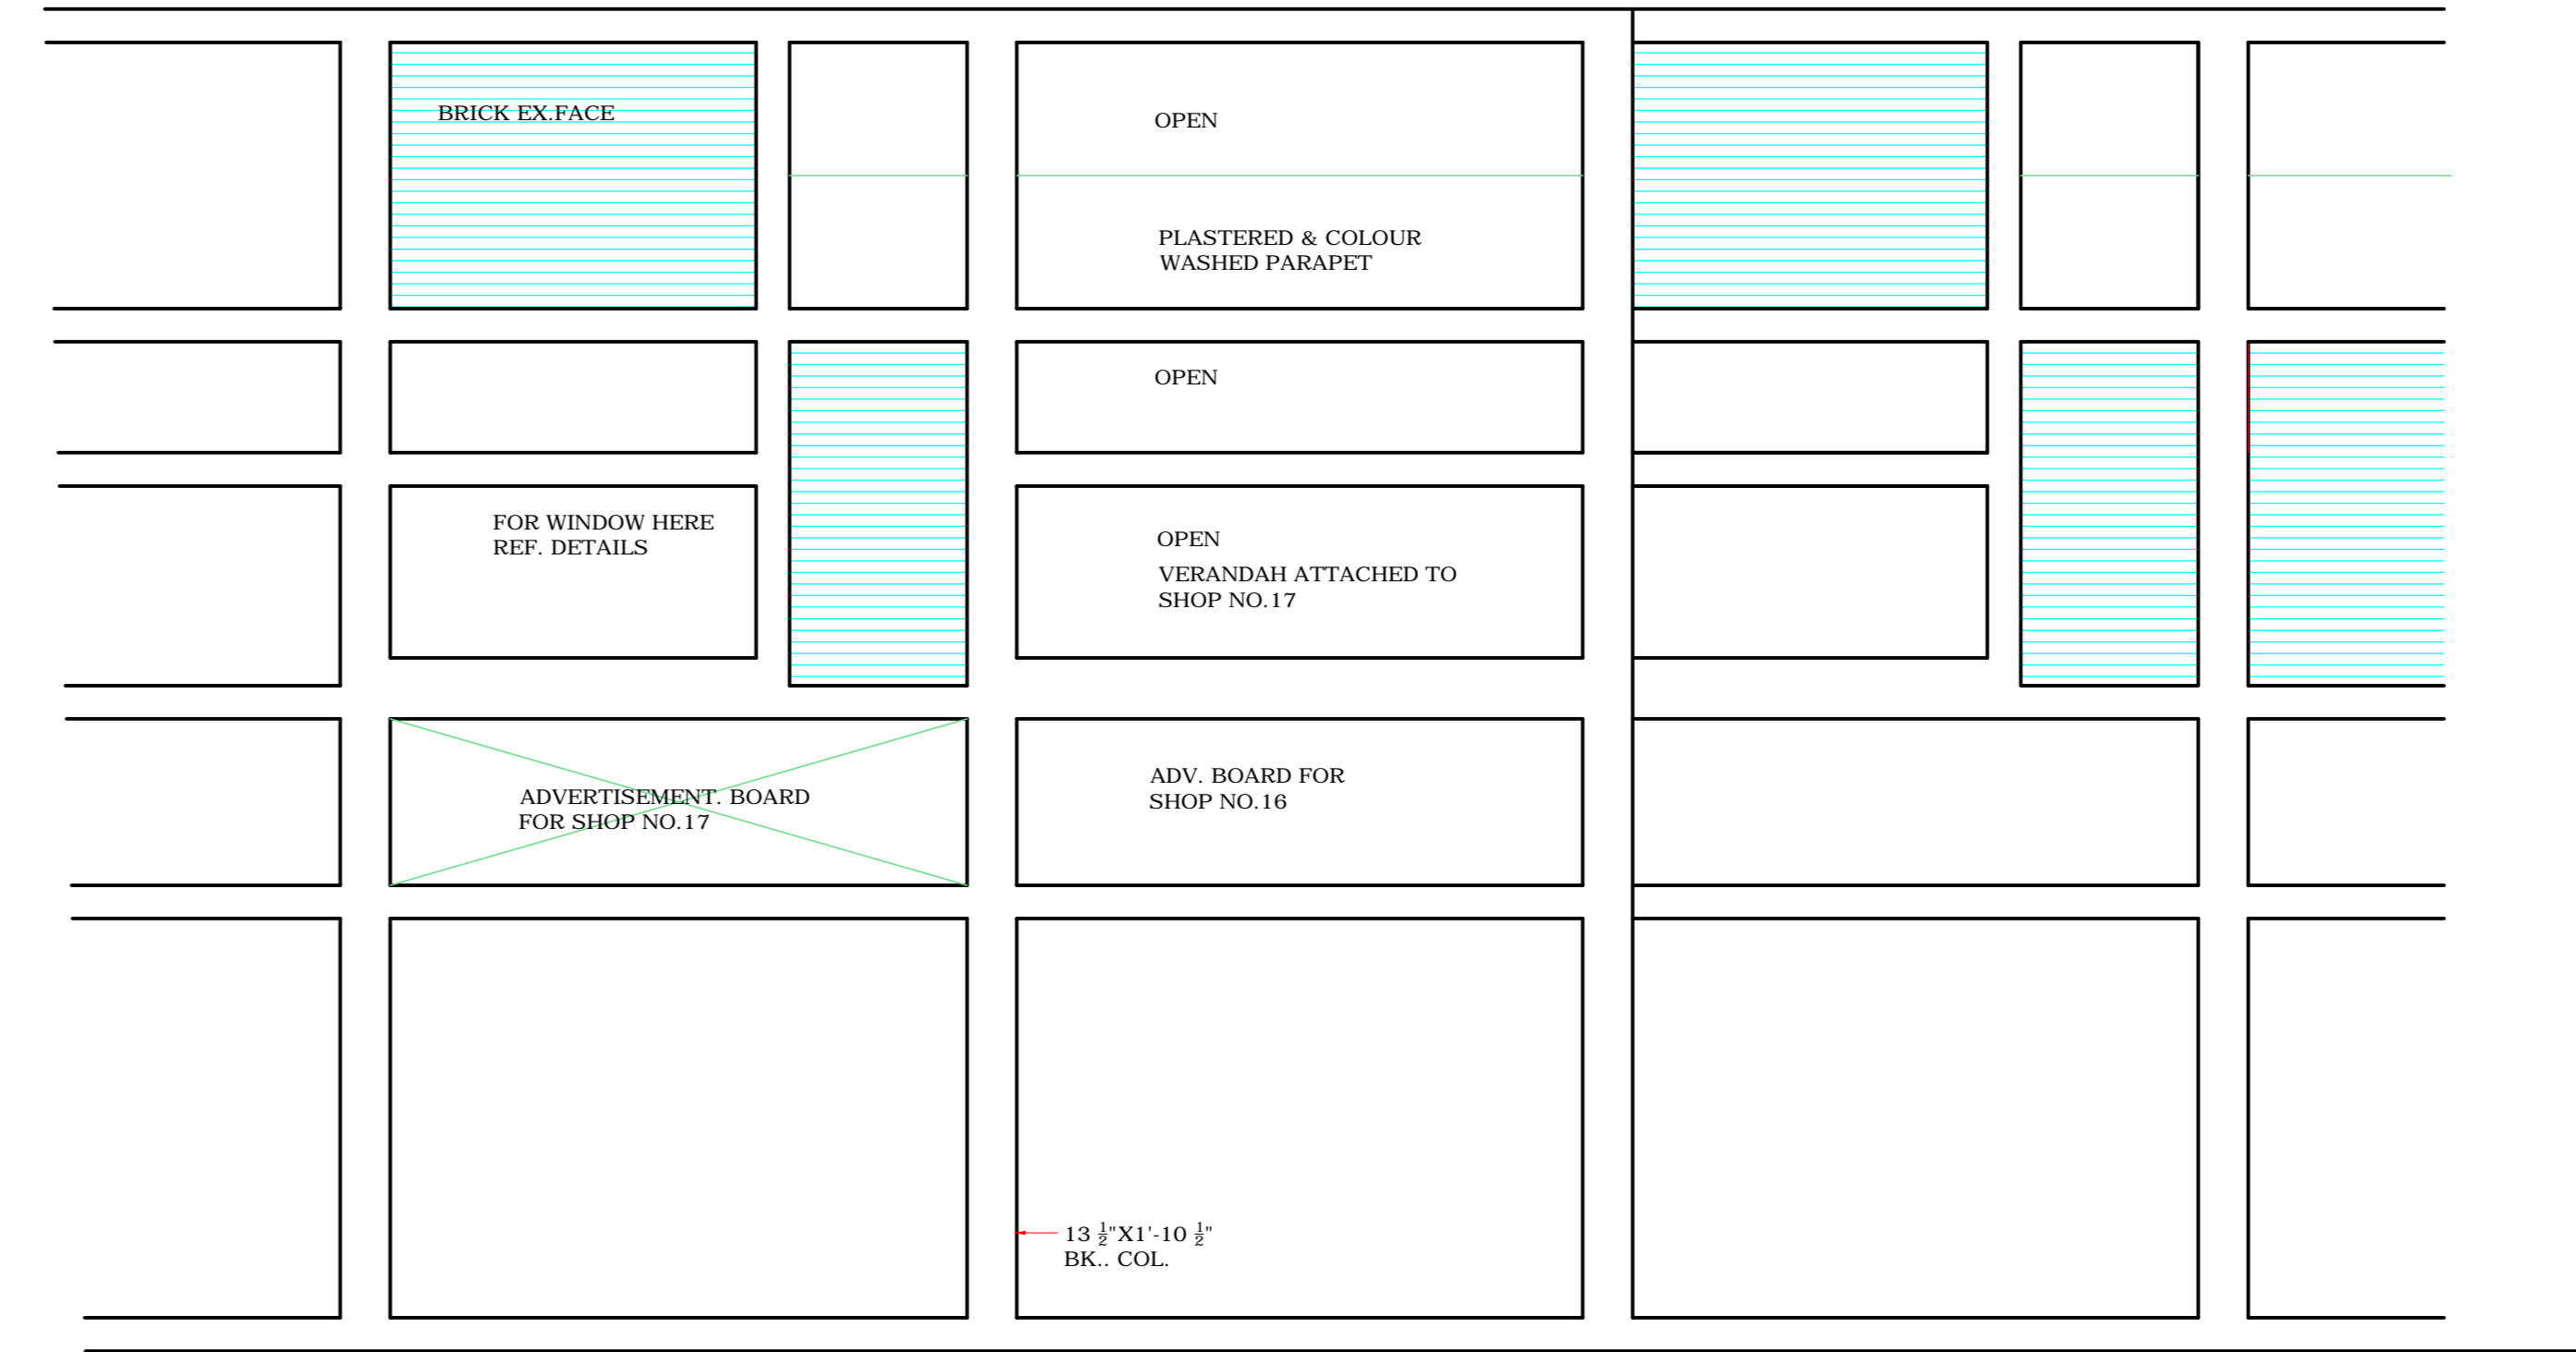 BRICK EX.FACE
OPEN
PLASTERED & COLOUR
WASHED PARAPET
OPEN
FOR WINDOW HERE
REF. DETAILS
OPEN
VERANDAH ATTACHED TO
SHOP NO.17
ADVERTISEMENT. BOARD
FOR SHOP NO.17
ADV. BOARD FOR
SHOP NO.16
13 ½"X1'-10 ½"
BK.. COL.